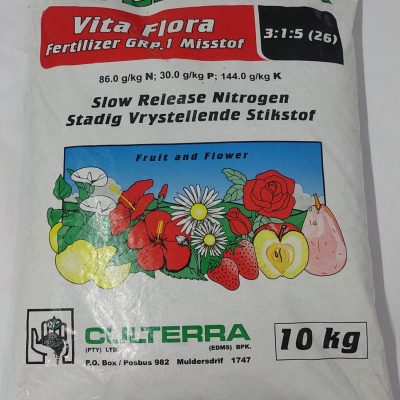 Vita Flora
Fertilizer GRP.1 Misstof
3:1:5 (26)
86.0 g/kg N; 30.0 g/kg P; 144.0 g/kg K
Slow Release Nitrogen
Stadig Vrystellende Stikstof
Fruit and Flower
CULTERRA
(PTY) LTD. (EDMS) BPK.
P.O. Box / Posbus 982 Muldersdrif 1747
10 kg